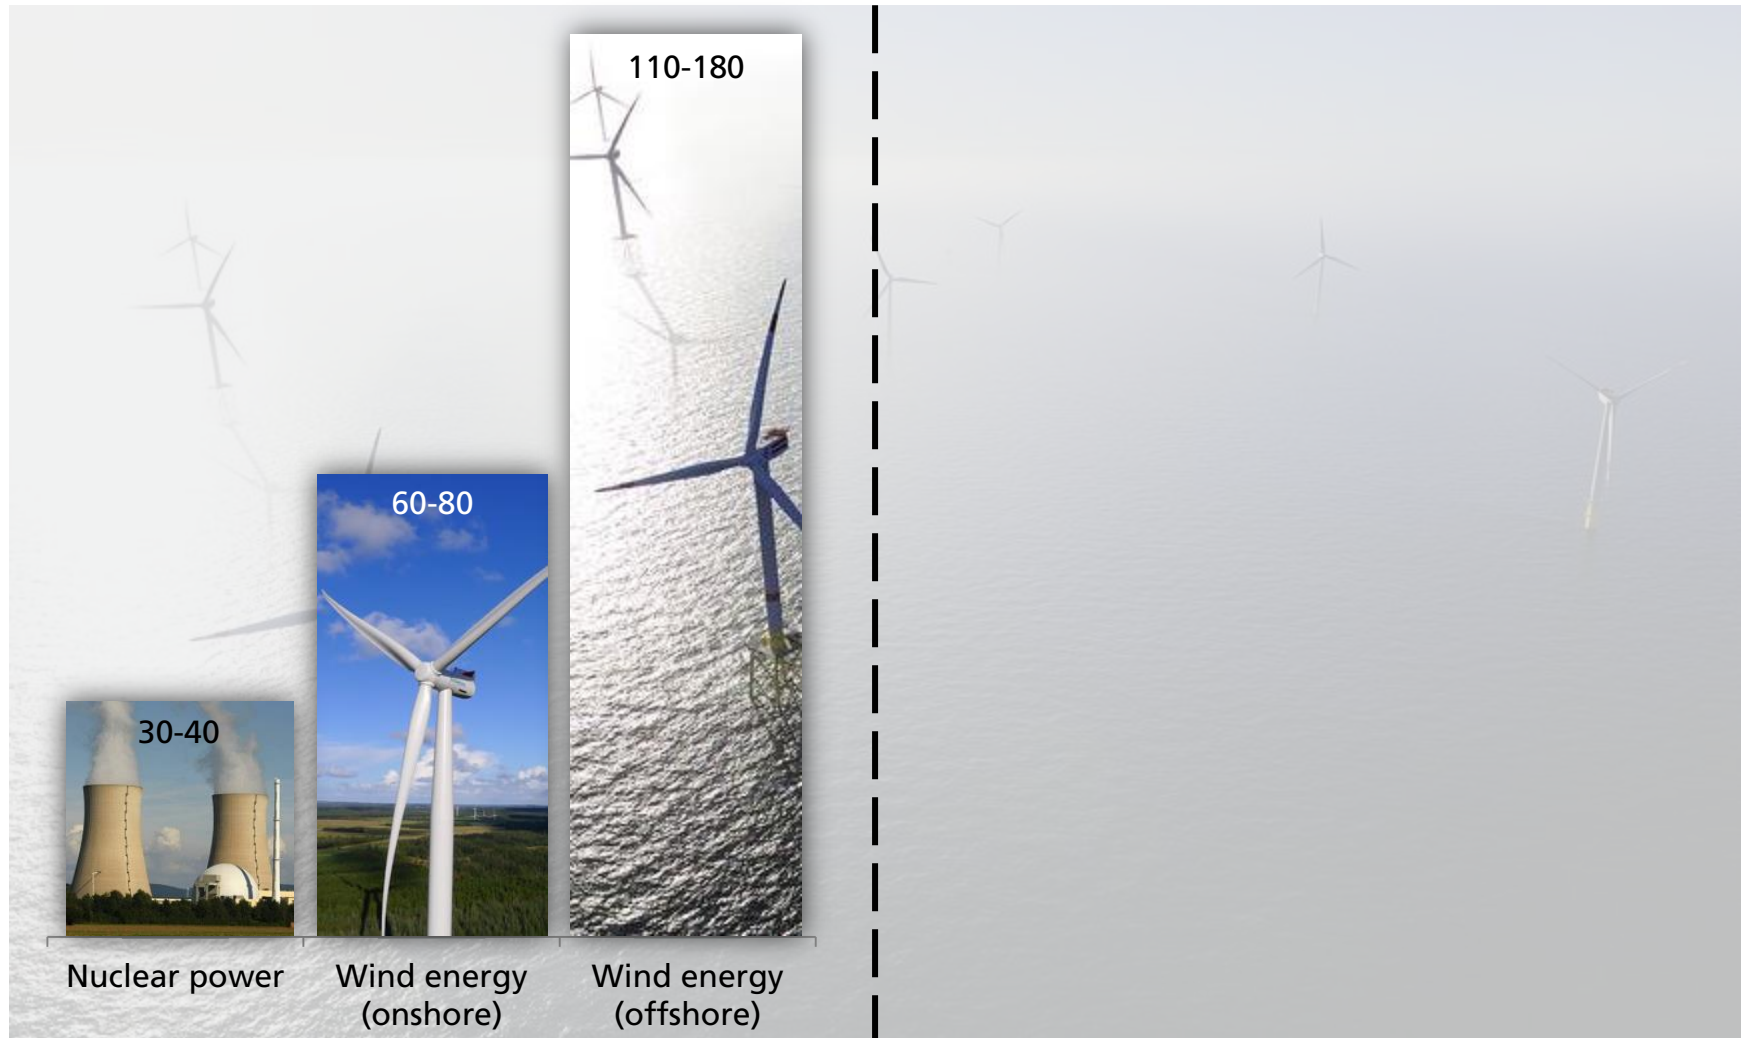 110-180
60-80
30-40
Nuclear power
Wind energy
(onshore)
Wind energy
(offshore)